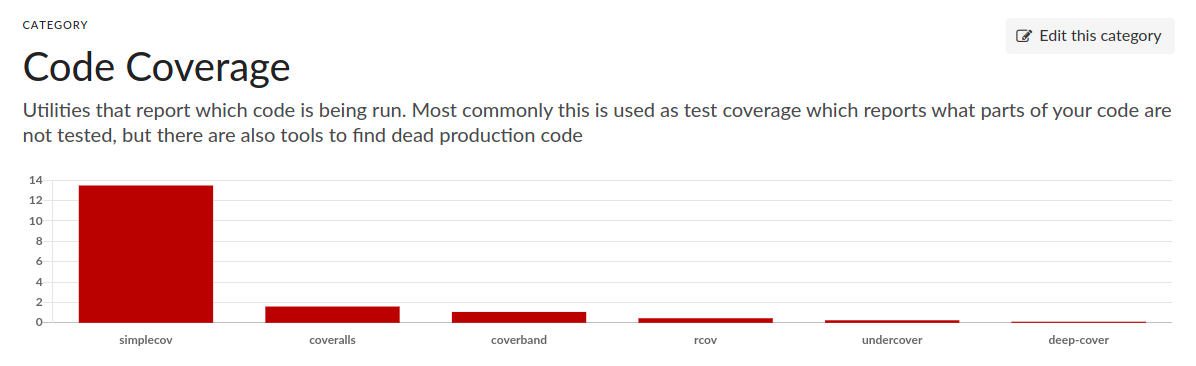 CATEGORY
Edit this category
Code Coverage
Utilities that report which code is being run. Most commonly this is used as test coverage which reports what parts of your code are
not tested, but there are also tools to find dead production code
14
12
10
8
6
4
2
0
simplecov coveralls coverband rcov undercover deep-cover